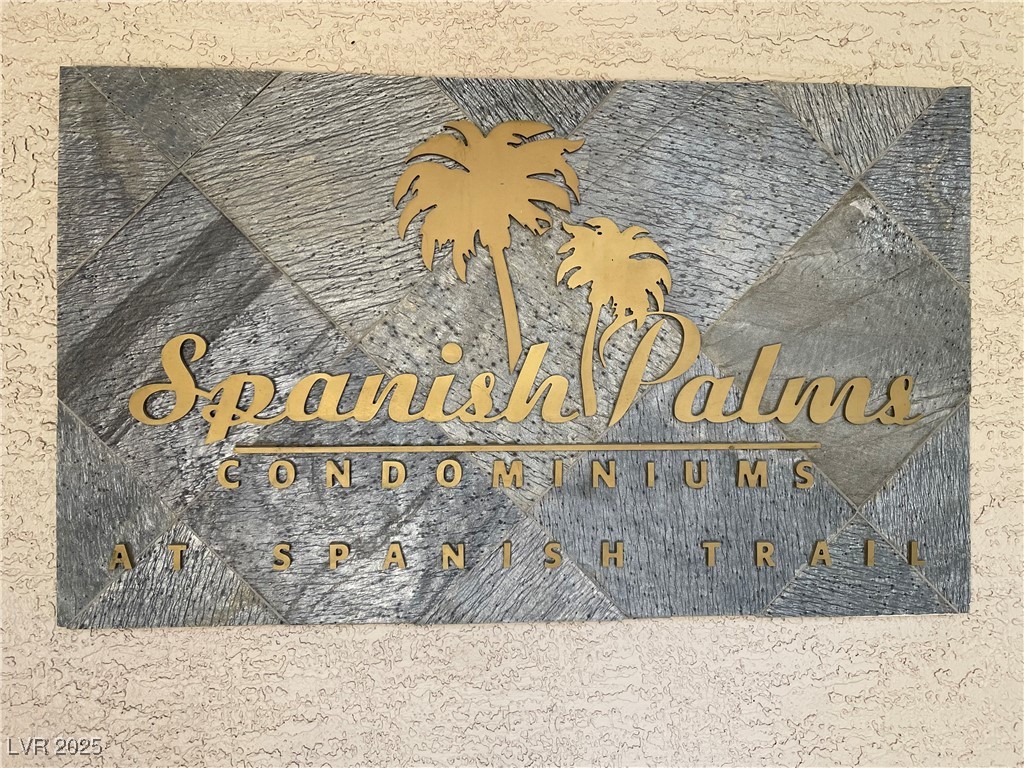 Spanish Palms
CONDOMINIUMS
AT SPANISH TRAIL
LVR 2025